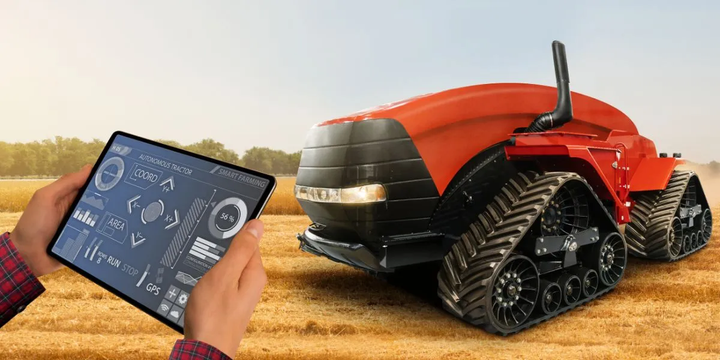 AUTONOMOUS TRACTOR
SMART FARMING
COORD
56 %
AREA
RUN STOP
GPS